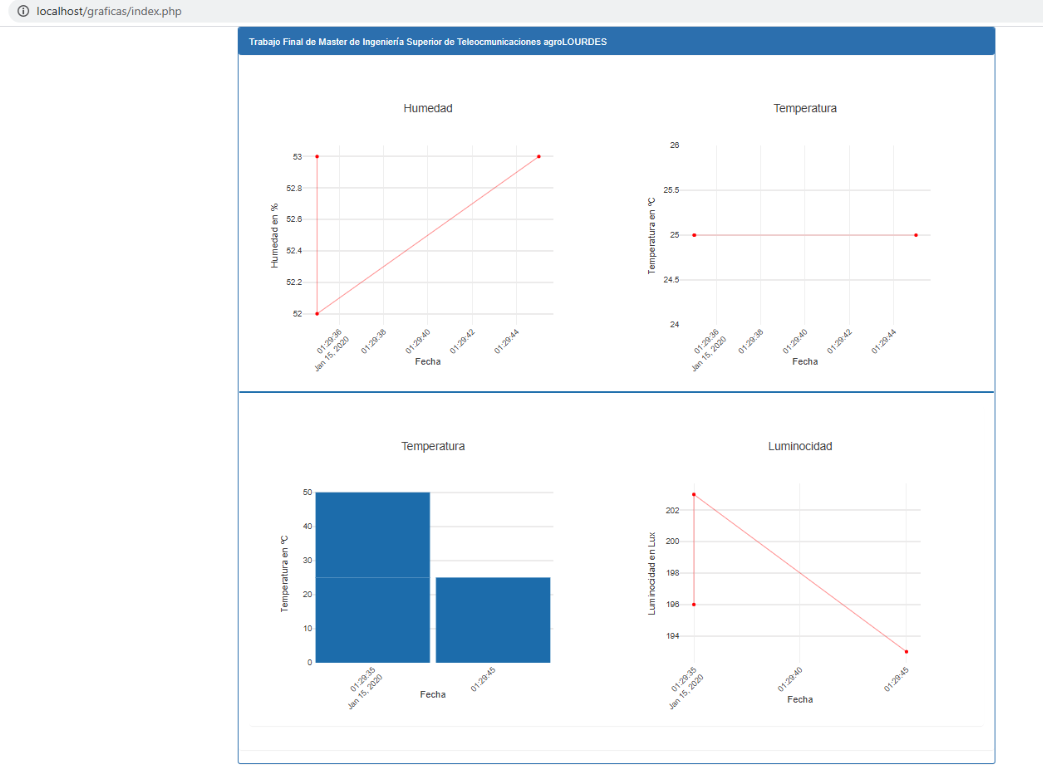 localhost/graficas/index.php
Trabajo Final de Master de Ingeniería Superior de Teleocmunicaciones agroLOURDES
Humedad
Humedad en %
53
52.8
52.6
52.4
52.2
52
01:29:36
Jan 15, 2020
01:29:38
01:29:40
01:29:42
01:29:44
Fecha
Temperatura
Temperatura en ºC
26
25.5
25
24.5
24
01:29:36
Jan 15, 2020
01:29:38
01:29:40
01:29:42
01:29:44
Fecha
Temperatura
Temperatura en ºC
50
40
30
20
10
0
01:29:35
Jan 15, 2020
01:29:45
Fecha
Luminocidad
Luminocidad en Lux
202
200
198
196
194
01:29:35
Jan 15, 2020
01:29:40
01:29:45
Fecha